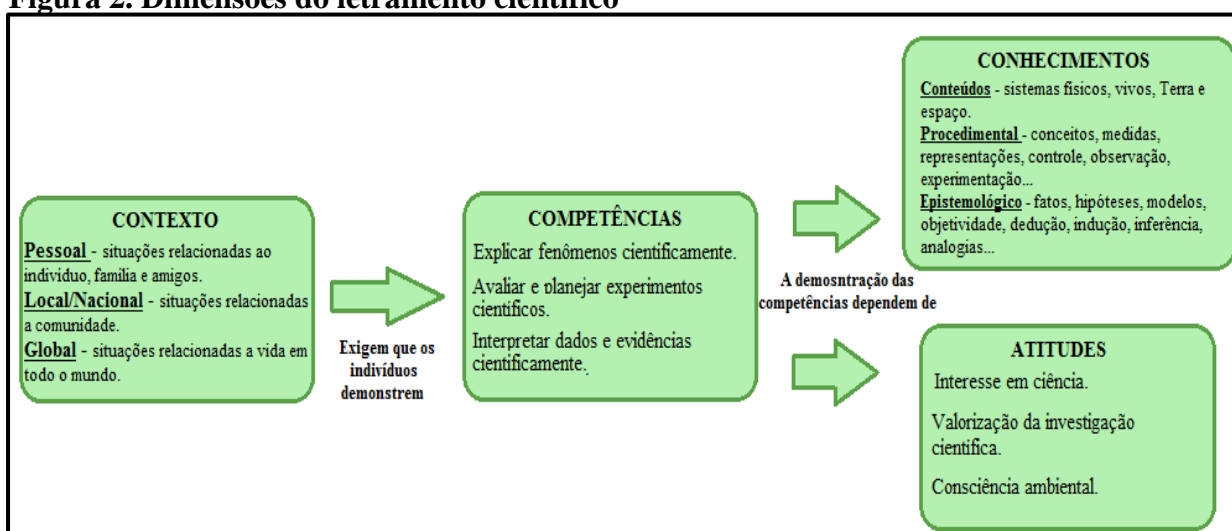 Figura 2. Dimensões do letramento científico
CONTEXTO
Pessoal - situações relacionadas ao
indivíduo, família e amigos.
Local/Nacional - situações relacionadas
a comunidade.
Global - situações relacionadas a vida em
todo o mundo.
Exigem que os
indivíduos
demonstrem
COMPETÊNCIAS
Explicar fenômenos cientificamente.
Avaliar e planejar experimentos
científicos.
Interpretar dados e evidências
cientificamente.
A demosntração das
competências dependem de
CONHECIMENTOS
Conteúdos - sistemas físicos, vivos, Terra e
espaço.
Procedimental - conceitos, medidas,
representações, controle, observação,
experimentação...
Epistemológico - fatos, hipóteses, modelos,
objetividade, dedução, indução, inferência,
analogias...
ATITUDES
Interesse em ciência.
Valorização da investigação
científica.
Consciência ambiental.